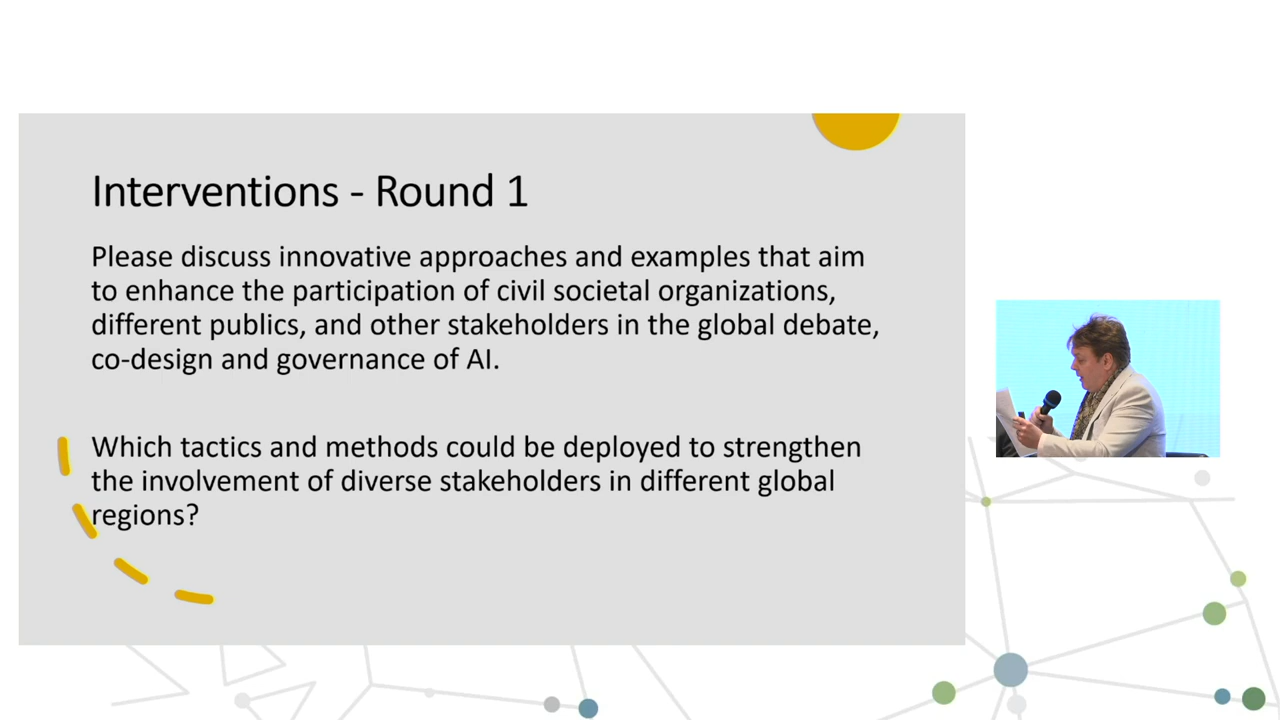 Interventions - Round 1
Please discuss innovative approaches and examples that aim
to enhance the participation of civil societal organizations,
different publics, and other stakeholders in the global debate,
co-design and governance of AI.
Which tactics and methods could be deployed to strengthen
the involvement of diverse stakeholders in different global
regions?